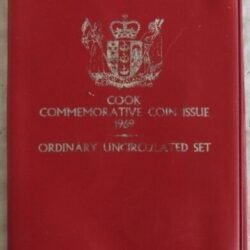 COOK
COMMEMORATIVE COIN ISSUE
1969
ORDINARY UNCIRCULATED SET